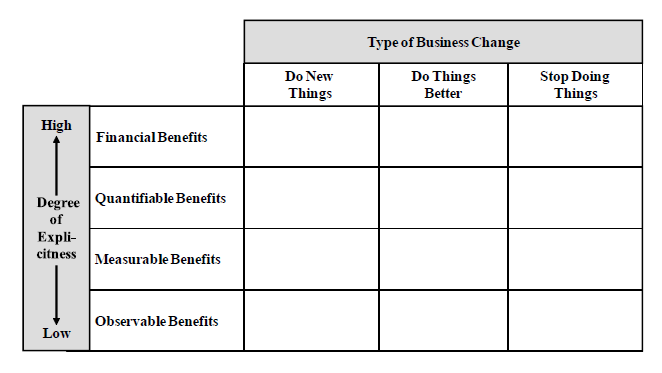 Type of Business Change
Do New
Things
Do Things
Better
Stop Doing
Things
High
Degree
of
Expli-
citness
Low
Financial Benefits
Quantifiable Benefits
Measurable Benefits
Observable Benefits